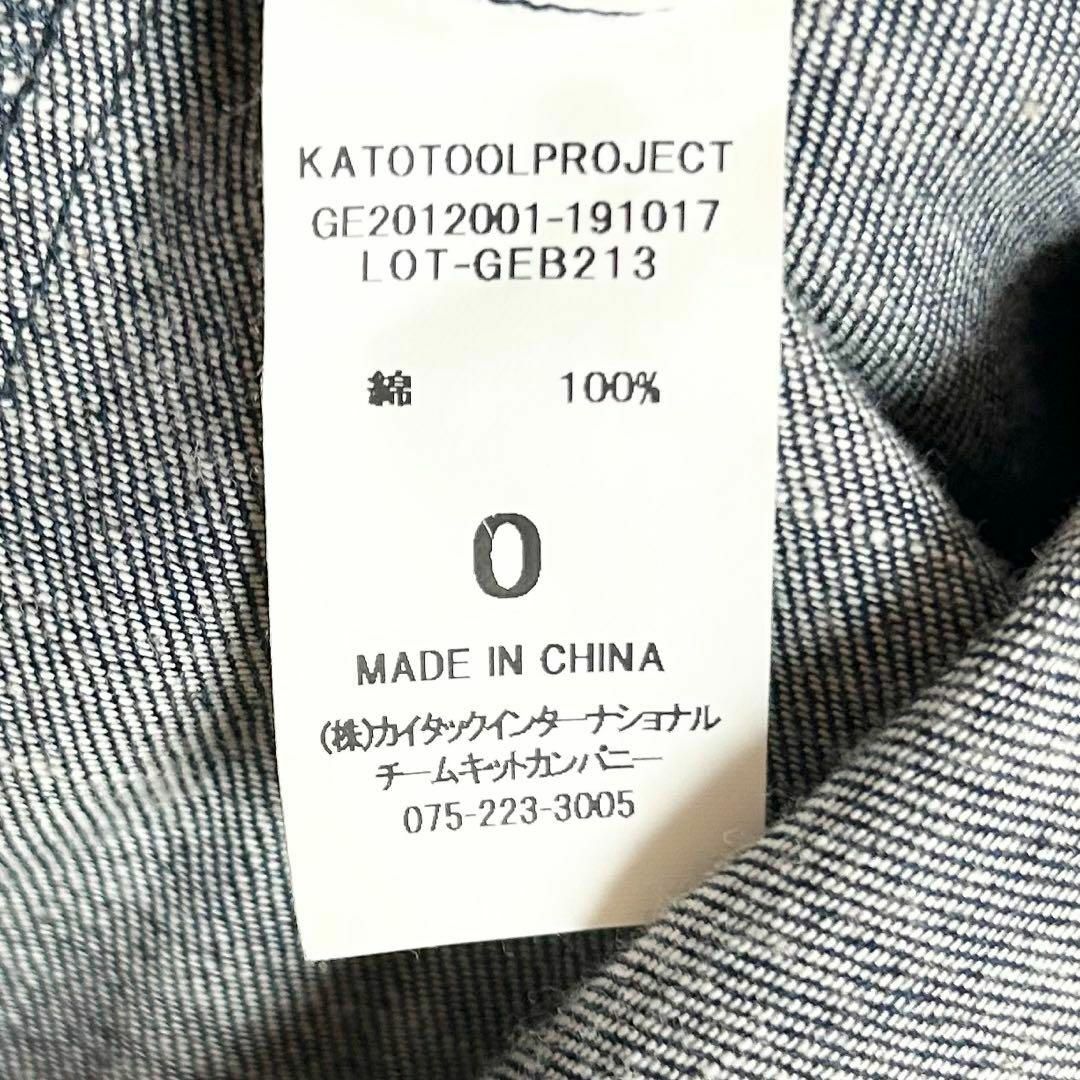 KATOTOOLPROJECT
GE2012001-191017
LOT-GEB213
綿 100%
0
MADE IN CHINA
(株)カイタックインターナショナル
チームキットカンパニー
075-223-3005